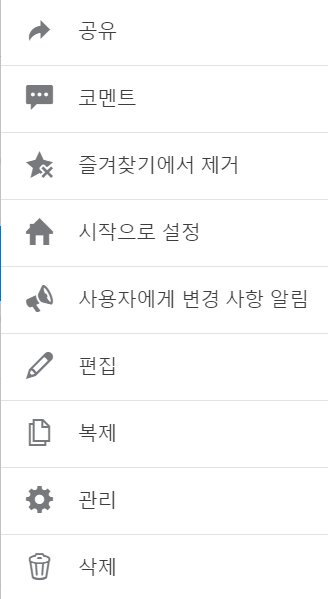 공유
코멘트
즐겨찾기에서 제거
시작으로 설정
사용자에게 변경 사항 알림
편집
복제
관리
삭제